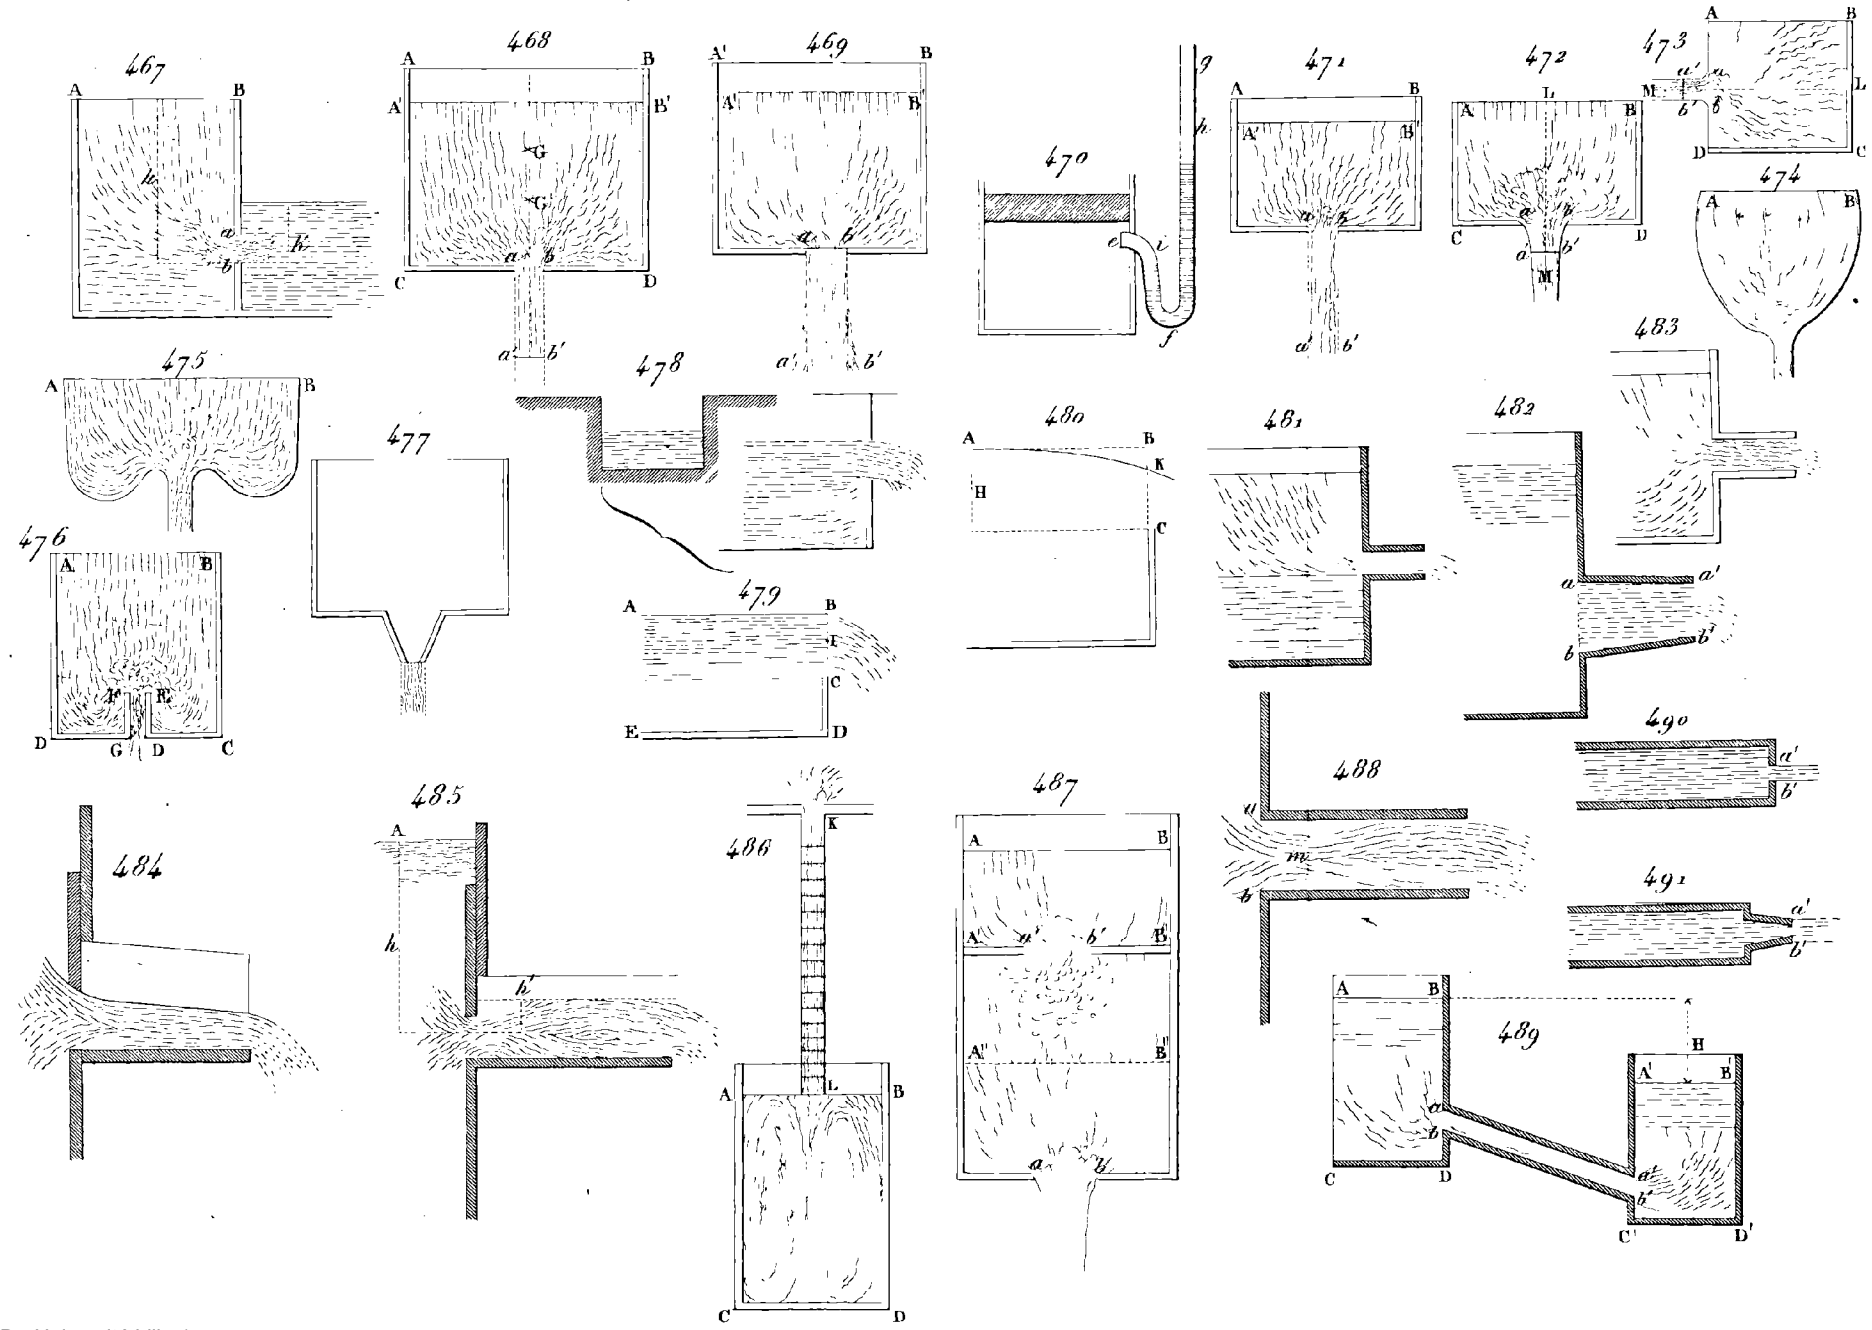 467
A B
h
a
b
h'
468
A B
A' B'
G
G
a b
C D
a' b'
469
A' B
A' B'
a b
a' b'
470
g
h
e i
f
471
A B
A' B'
a b
a' b'
472
A L B
a b
C D
a' b'
M
473
A B
a' a
M L
b' b
D C
474
A B
475
A B
476
A B
F E
D G D C
477
478
479
A B
I
C
E D
480
A B
K
H
C
481
482
a a'
b b'
483
484
485
A
h
h'
486
K
A L B
C D
487
A B
A' a' b' B'
A'' B''
a b
488
a
m
b
489
A B
H
A' B'
a
b
C D
a'
b'
C' D'
490
a'
b'
491
a'
b'